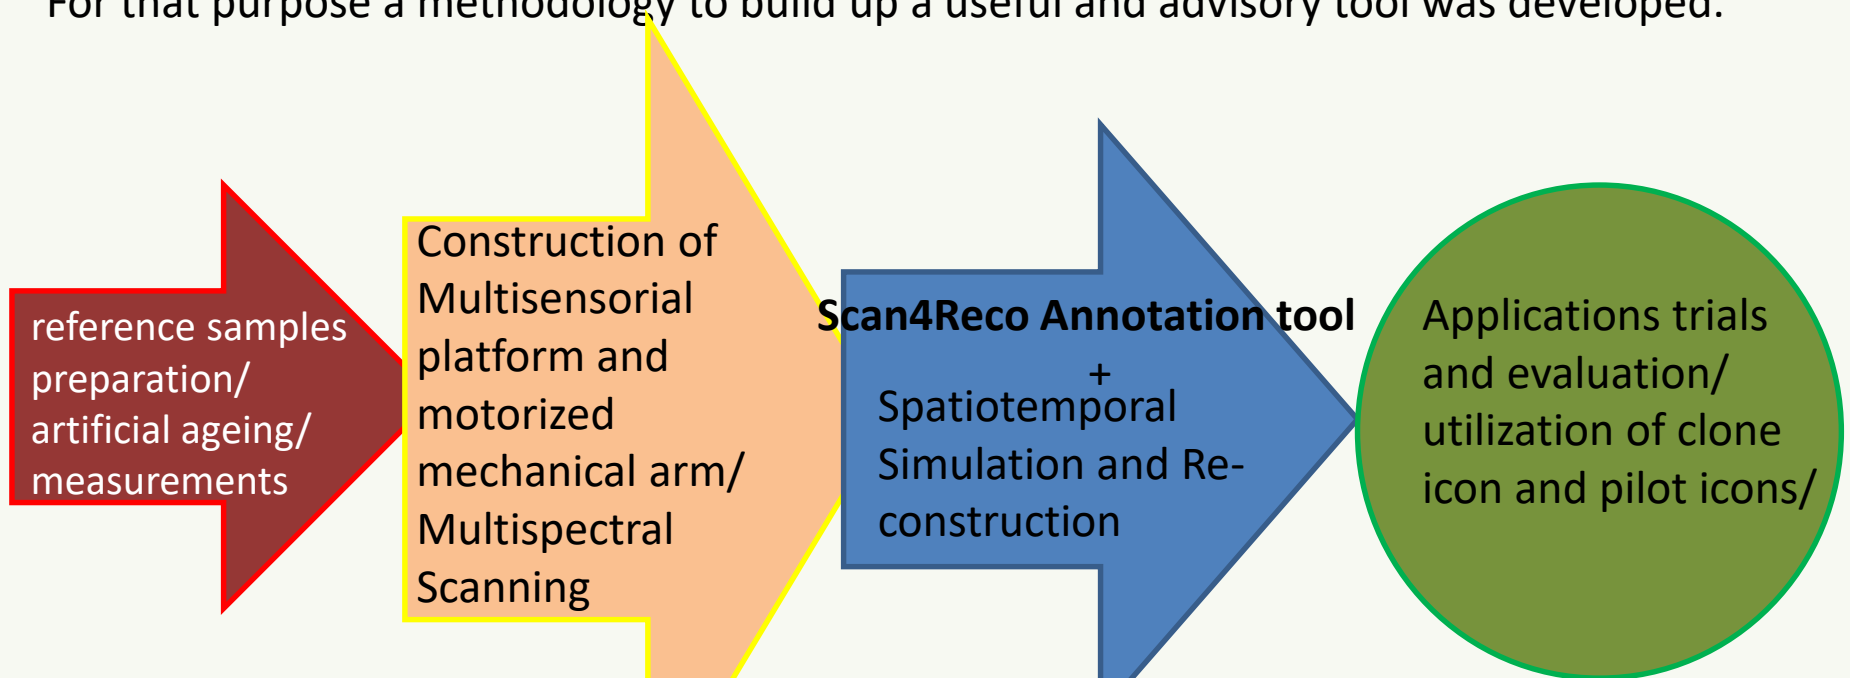 For that purpose a methodology to build up a useful and advisory tool was developed.
reference samples
preparation/
artificial ageing/
measurements
Construction of
Multisensorial
platform and
motorized
mechanical arm/
Multispectral
Scanning
Scan4Reco Annotation tool
+
Spatiotemporal
Simulation and Re-
construction
Applications trials
and evaluation/
utilization of clone
icon and pilot icons/